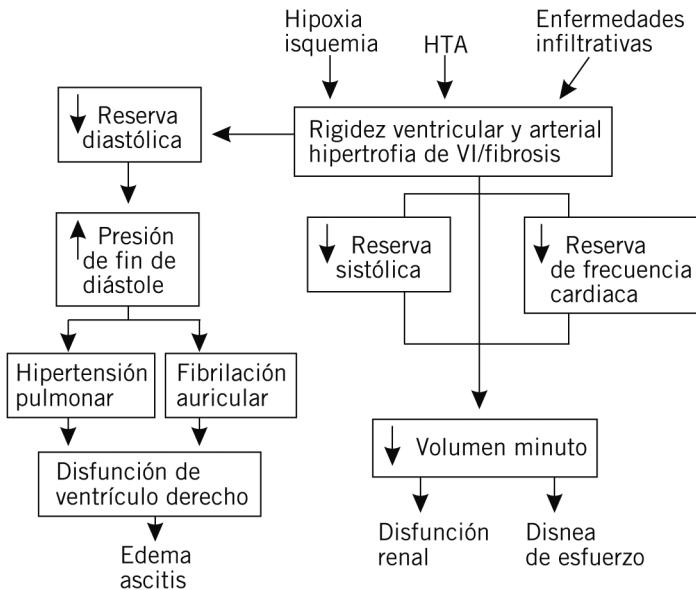 Hipoxia
isquemia
HTA
Enfermedades
infiltrativas
Reserva
diastólica
Rigidez ventricular y arterial
hipertrofia de VI/fibrosis
Presión
de fin de
diástole
Reserva
sistólica
Reserva
de frecuencia
cardiaca
Hipertensión
pulmonar
Fibrilación
auricular
Volumen minuto
Disfunción de
ventrículo derecho
Disfunción
renal
Disnea
de esfuerzo
Edema
ascitis